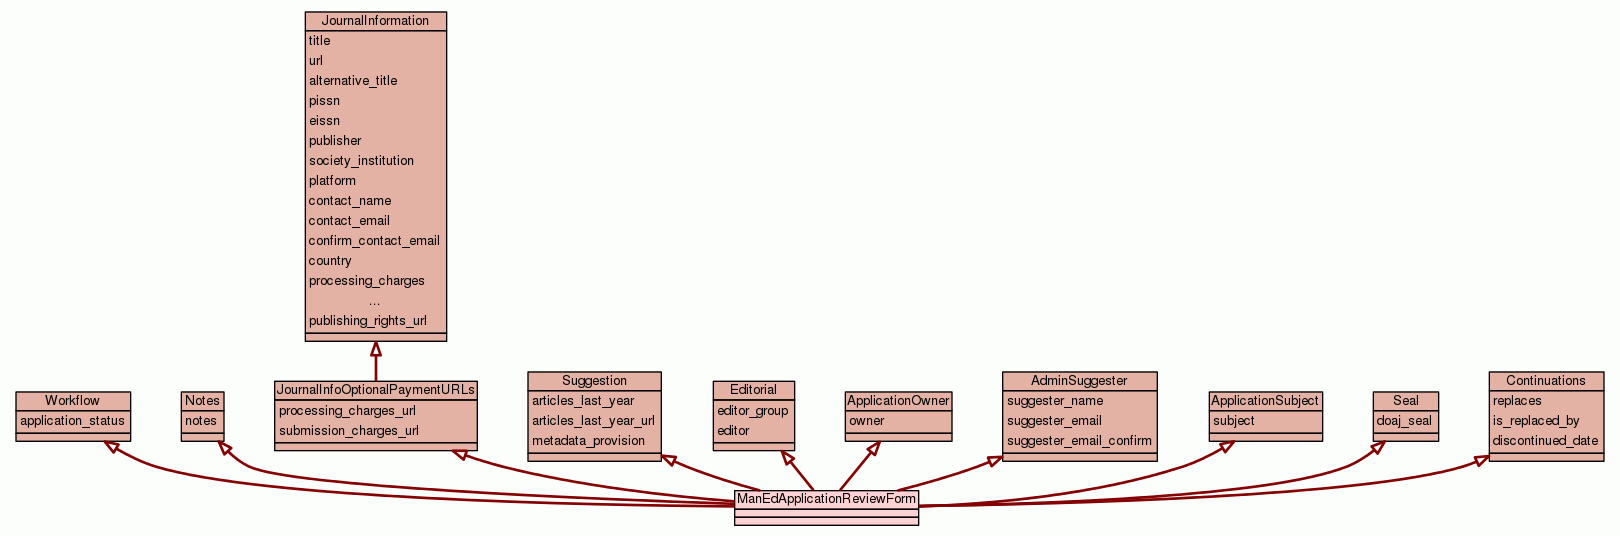 JournalInformation
title
url
alternative_title
pissn
eissn
publisher
society_institution
platform
contact_name
contact_email
confirm_contact_email
country
processing_charges
...
publishing_rights_url
Workflow
application_status
Notes
notes
JournalInfoOptionalPaymentURLs
processing_charges_url
submission_charges_url
Suggestion
articles_last_year
articles_last_year_url
metadata_provision
Editorial
editor_group
editor
ApplicationOwner
owner
AdminSuggester
suggester_name
suggester_email
suggester_email_confirm
ApplicationSubject
subject
Seal
doaj_seal
Continuations
replaces
is_replaced_by
discontinued_date
ManEdApplicationReviewForm